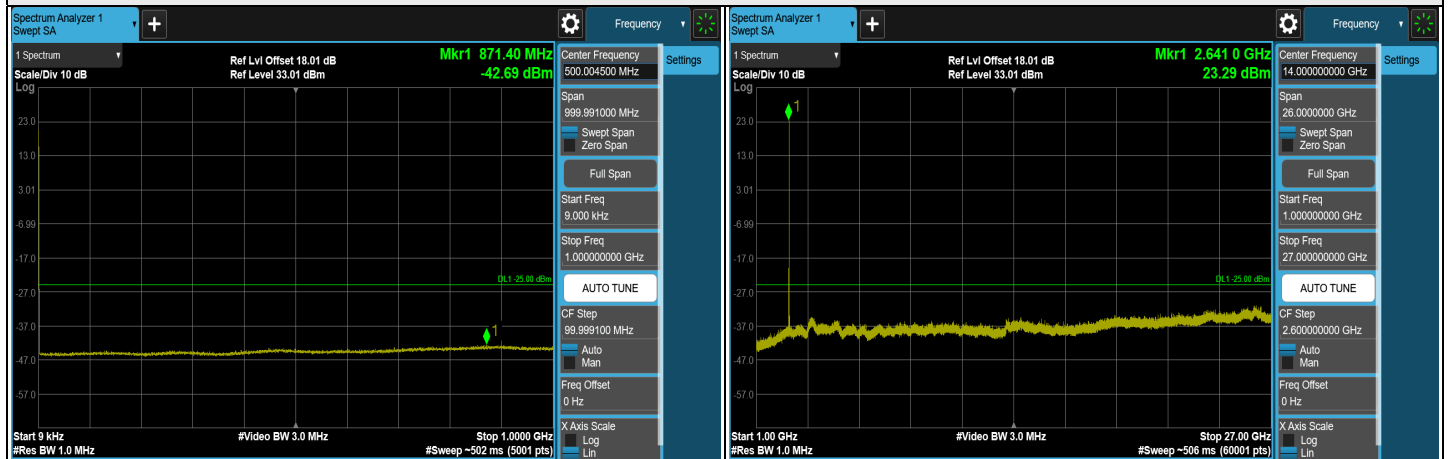 Spectrum Analyzer 1
Swept SA
+
Frequency
1 Spectrum
Scale/Div 10 dB
Log
Ref Lvl Offset 18.01 dB
Ref Level 33.01 dBm
Mkr1 871.40 MHz
-42.69 dBm
23.0
13.0
3.01
-6.99
-17.0
-27.0
-37.0
-47.0
-57.0
DL1 -25.00 dBm
1
Start 9 kHz
#Res BW 1.0 MHz
#Video BW 3.0 MHz
Stop 1.0000 GHz
#Sweep ~502 ms (5001 pts)
Center Frequency
500.004500 MHz
Span
999.991000 MHz
Swept Span
Zero Span
Full Span
Start Freq
9.000 kHz
Stop Freq
1.000000000 GHz
AUTO TUNE
CF Step
99.999100 MHz
Auto
Man
Freq Offset
0 Hz
X Axis Scale
Log
Lin
Settings
Spectrum Analyzer 1
Swept SA
+
Frequency
1 Spectrum
Scale/Div 10 dB
Log
Ref Lvl Offset 18.01 dB
Ref Level 33.01 dBm
Mkr1 2.641 0 GHz
23.29 dBm
1
23.0
13.0
3.01
-6.99
-17.0
-27.0
-37.0
-47.0
-57.0
DL1 -25.00 dBm
Start 1.00 GHz
#Res BW 1.0 MHz
#Video BW 3.0 MHz
Stop 27.00 GHz
#Sweep ~506 ms (60001 pts)
Center Frequency
14.00000000 GHz
Span
26.0000000 GHz
Swept Span
Zero Span
Full Span
Start Freq
1.000000000 GHz
Stop Freq
27.00000000 GHz
AUTO TUNE
CF Step
2.600000000 GHz
Auto
Man
Freq Offset
0 Hz
X Axis Scale
Log
Lin
Settings